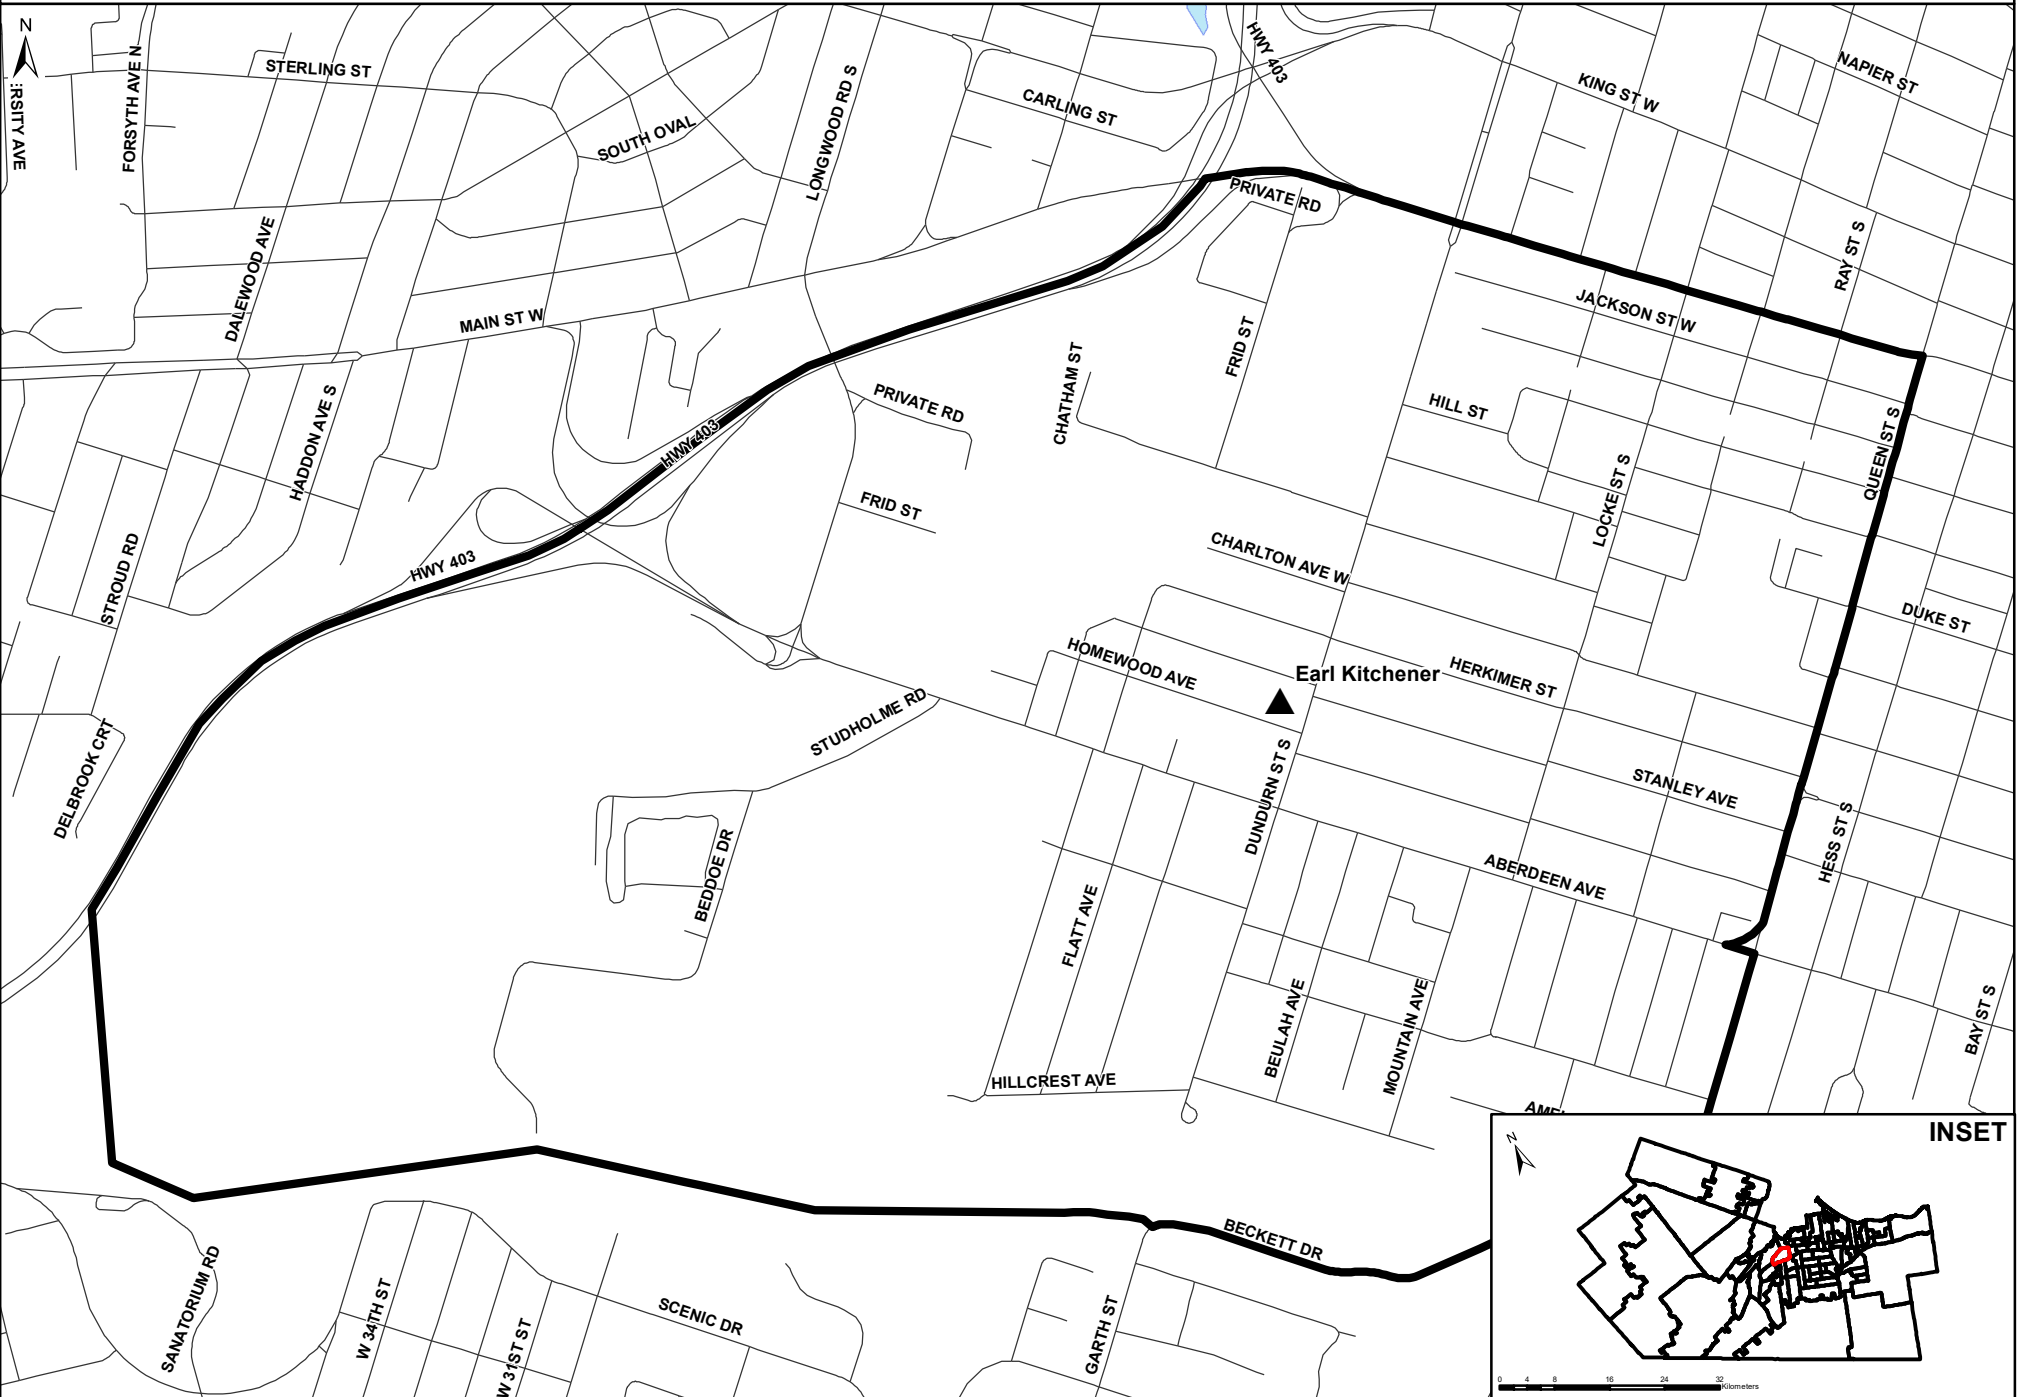 N
HWY 403
NAPIER ST
STERLING ST
FORSYTH AVE N
KING ST W
CARLING ST
:RSITY AVE
SOUTH OVAL
LONGWOOD RD S
PRIVATE RD
RAY ST S
DALEWOOD AVE
JACKSON ST W
MAIN ST W
FRID ST
CHATHAM ST
PRIVATE RD
HILL ST
HADDON AVE S
HWY 403
QUEEN ST S
LOCKE ST S
FRID ST
CHARLTON AVE W
HWY 403
STROUD RD
DUKE ST
HOMEWOOD AVE
Earl Kitchener
HERKIMER ST
STUDHOLME RD
DELBROOK CRT
DUNDURN ST S
STANLEY AVE
HESS ST S
BEDDOE DR
ABERDEEN AVE
FLATT AVE
BEULAH AVE
MOUNTAIN AVE
BAY ST S
HILLCREST AVE
INSET
N
BECKETT DR
SANATORIUM RD
W 34TH ST
SCENIC DR
W 31ST ST
GARTH ST
0 4 8 16 24 32
Kilometers